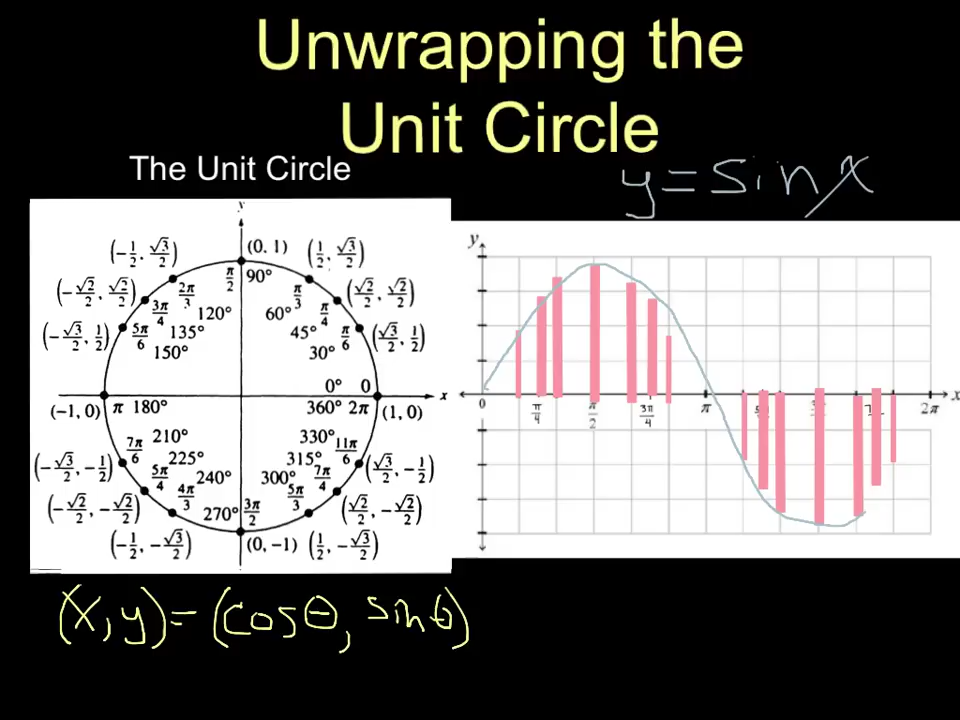 Unwrapping the
Unit Circle
The Unit Circle
y = sin x
y
(0, 1)
(-1/2, √3/2) (1/2, √3/2)
π/2 90°
(-√2/2, √2/2) 2π/3 π/3 (√2/2, √2/2)
3π/4 120° 60° π/4
(-√3/2, 1/2) 5π/6 135° 45° π/6 (√3/2, 1/2)
150° 30°
0° 0 x
(-1, 0) π 180° 360° 2π (1, 0)
210° 330°
7π/6 225° 315° 11π/6
(-√3/2, -1/2) 5π/4 240° 300° 7π/4 (√3/2, -1/2)
4π/3 5π/3
(-√2/2, -√2/2) 270° 3π/2 (√2/2, -√2/2)
(-1/2, -√3/2) (0, -1) (1/2, -√3/2)
y
x
0 π/4 π/2 3π/4 π 2π
(x, y) = (cosθ, sinθ)